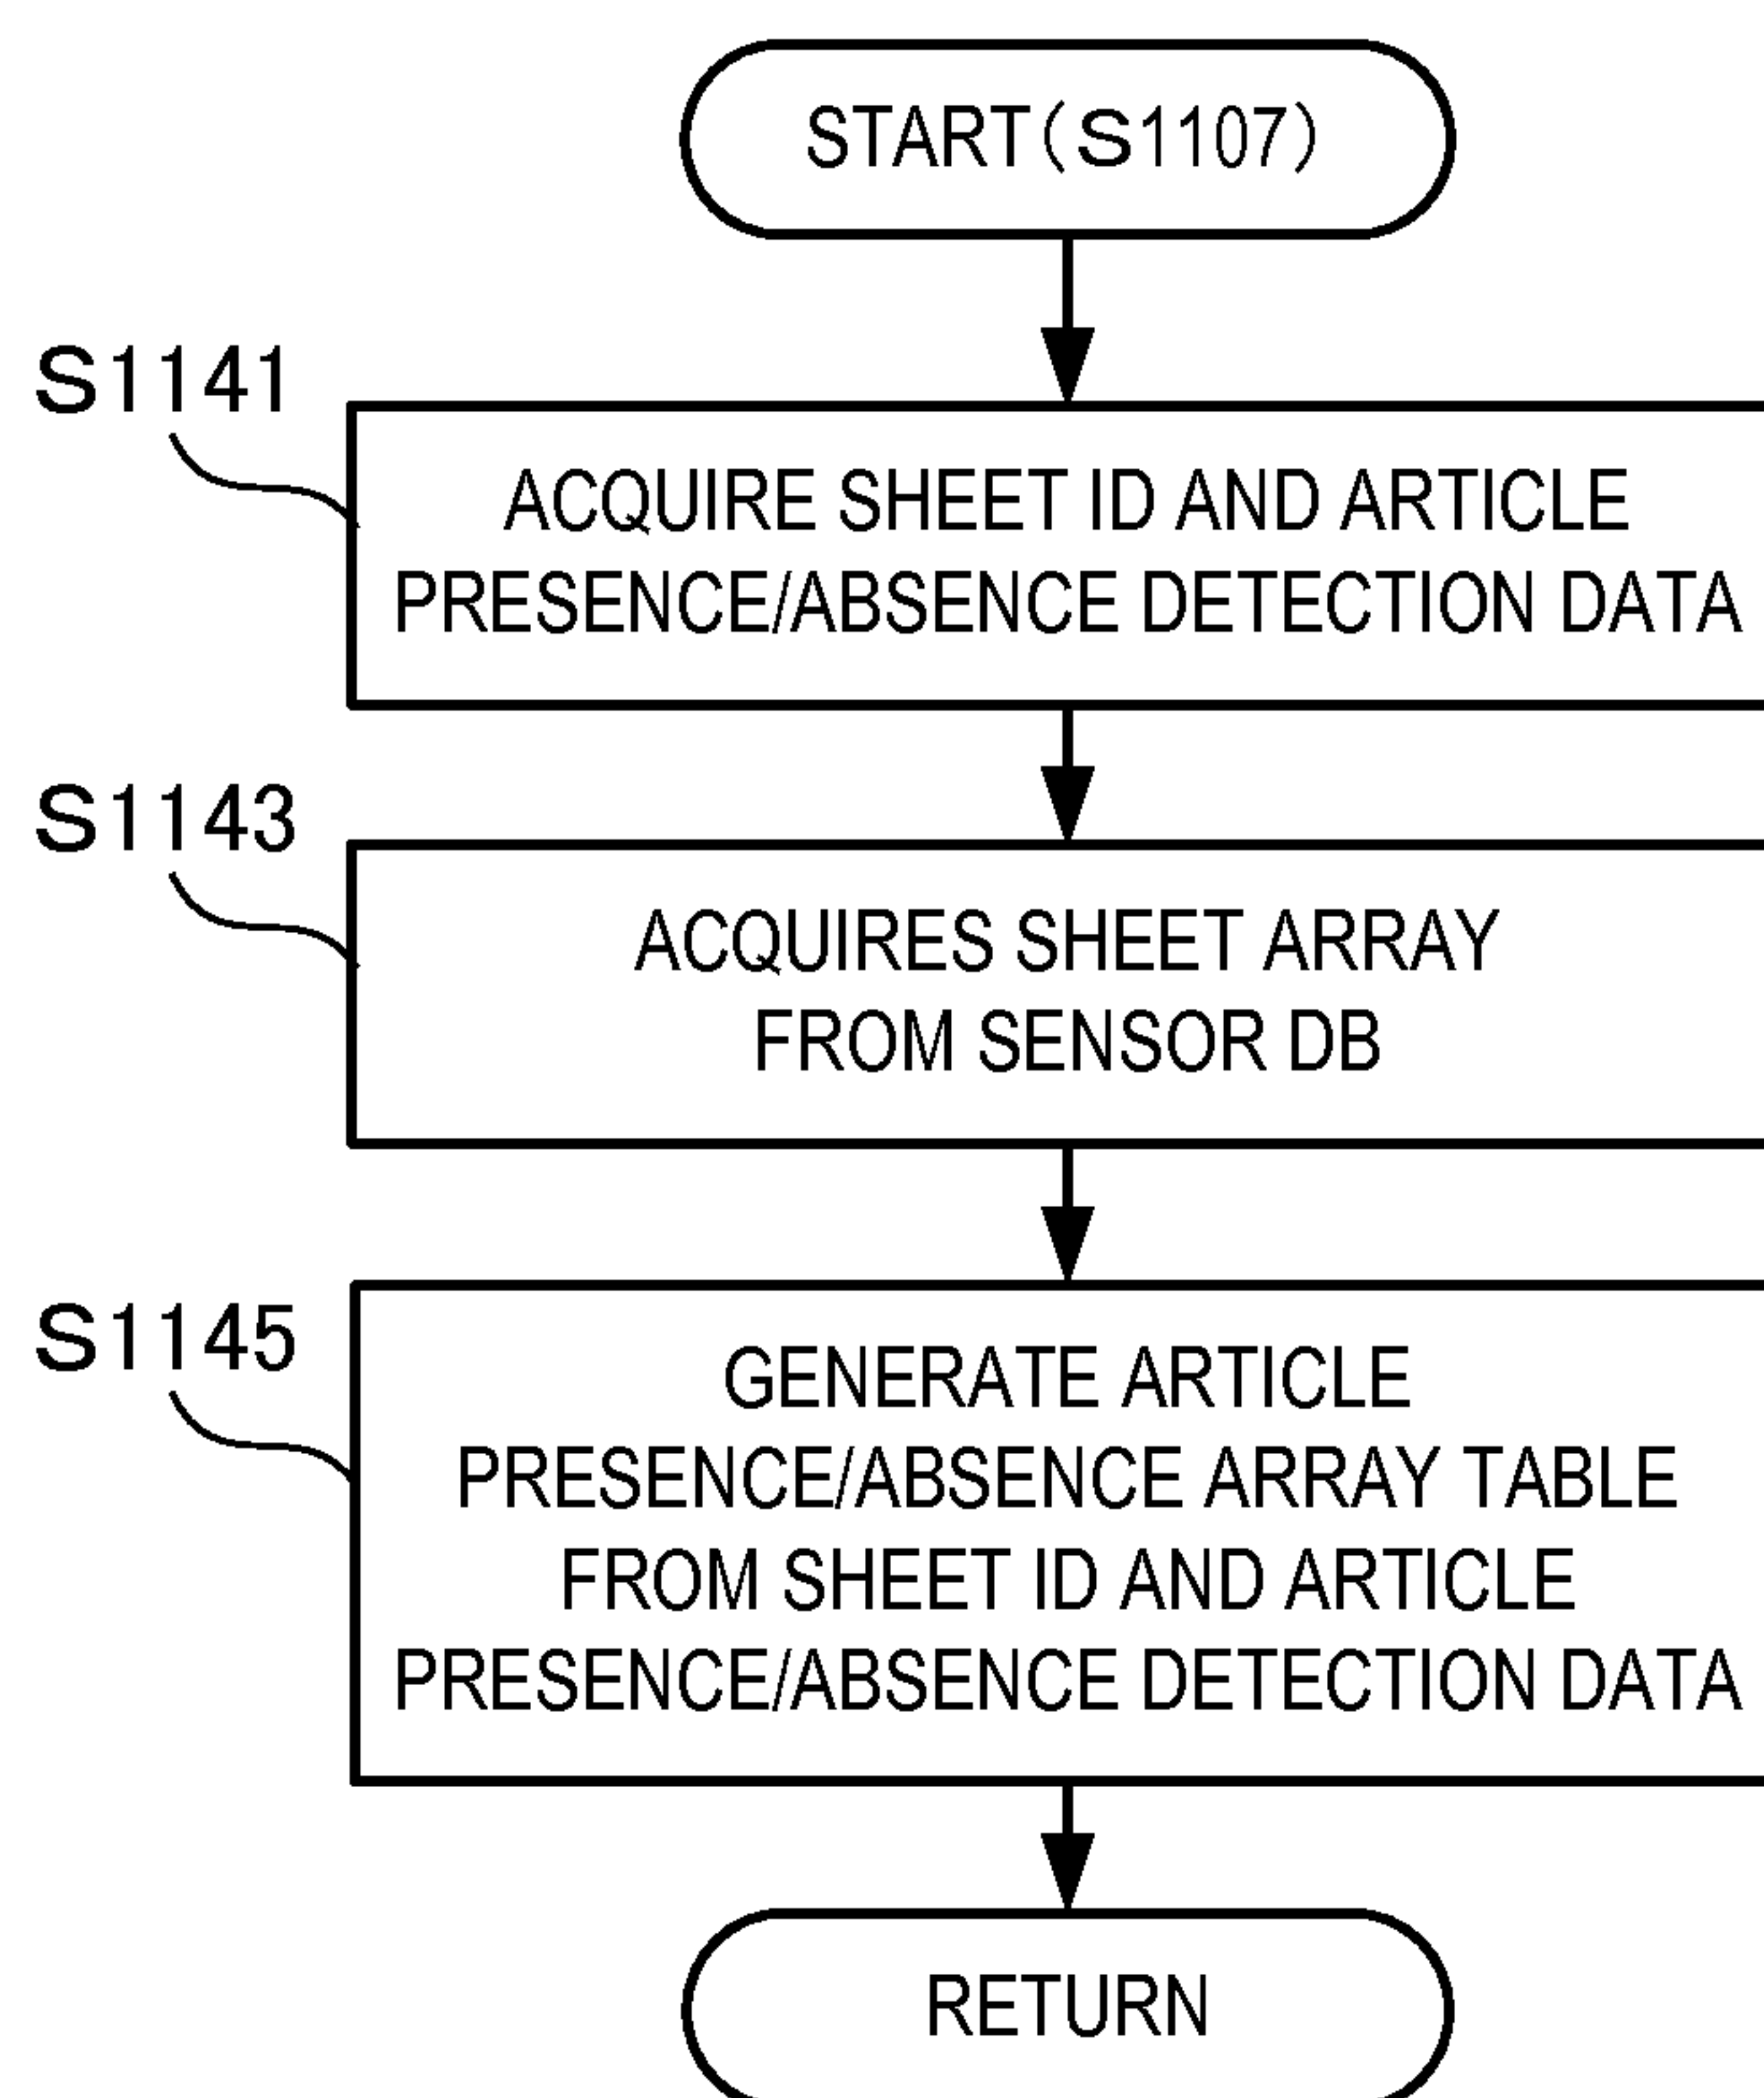 START(S1107)
S1141
ACQUIRE SHEET ID AND ARTICLE
PRESENCE/ABSENCE DETECTION DATA
S1143
ACQUIRES SHEET ARRAY
FROM SENSOR DB
S1145
GENERATE ARTICLE
PRESENCE/ABSENCE ARRAY TABLE
FROM SHEET ID AND ARTICLE
PRESENCE/ABSENCE DETECTION DATA
RETURN